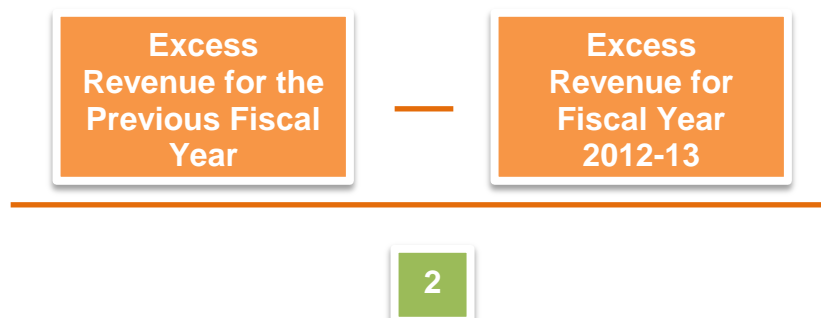 Excess
Revenue for the
Previous Fiscal
Year
—
Excess
Revenue for
Fiscal Year
2012-13
2